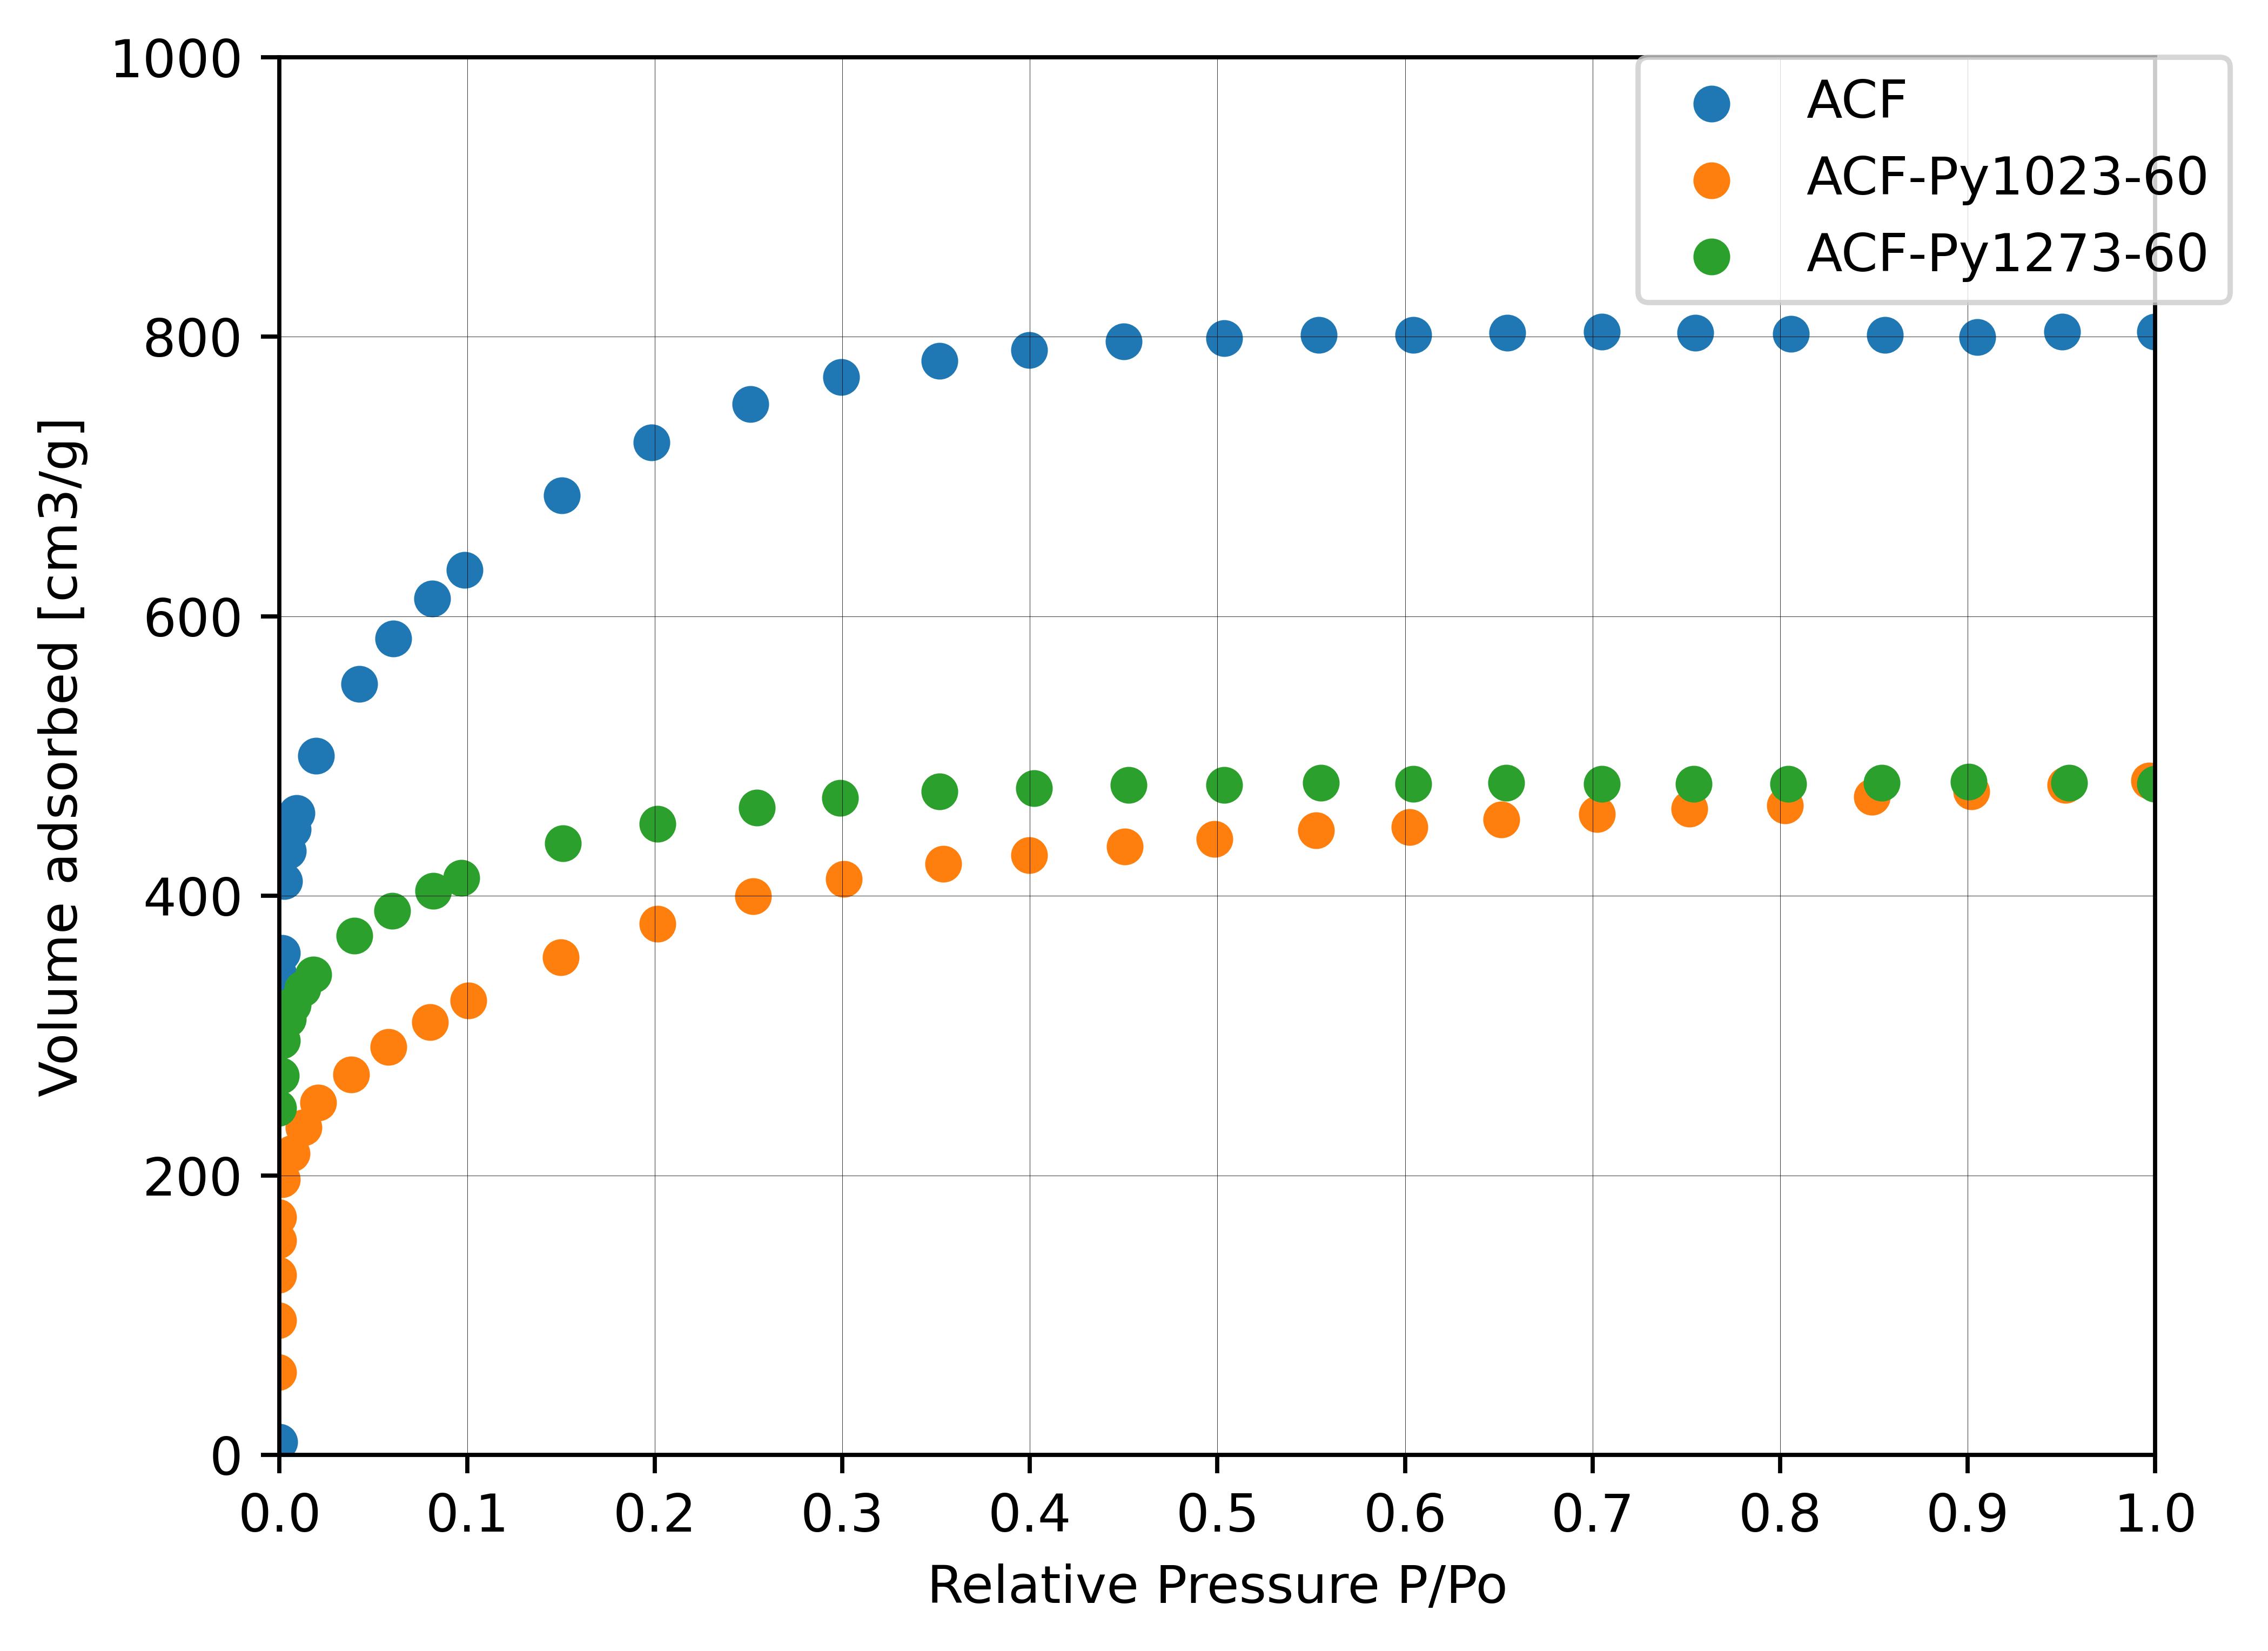 1000
800
600
400
200
0
Volume adsorbed [cm3/g]
ACF
ACF-Py1023-60
ACF-Py1273-60
0.0 0.1 0.2 0.3 0.4 0.5 0.6 0.7 0.8 0.9 1.0
Relative Pressure P/Po